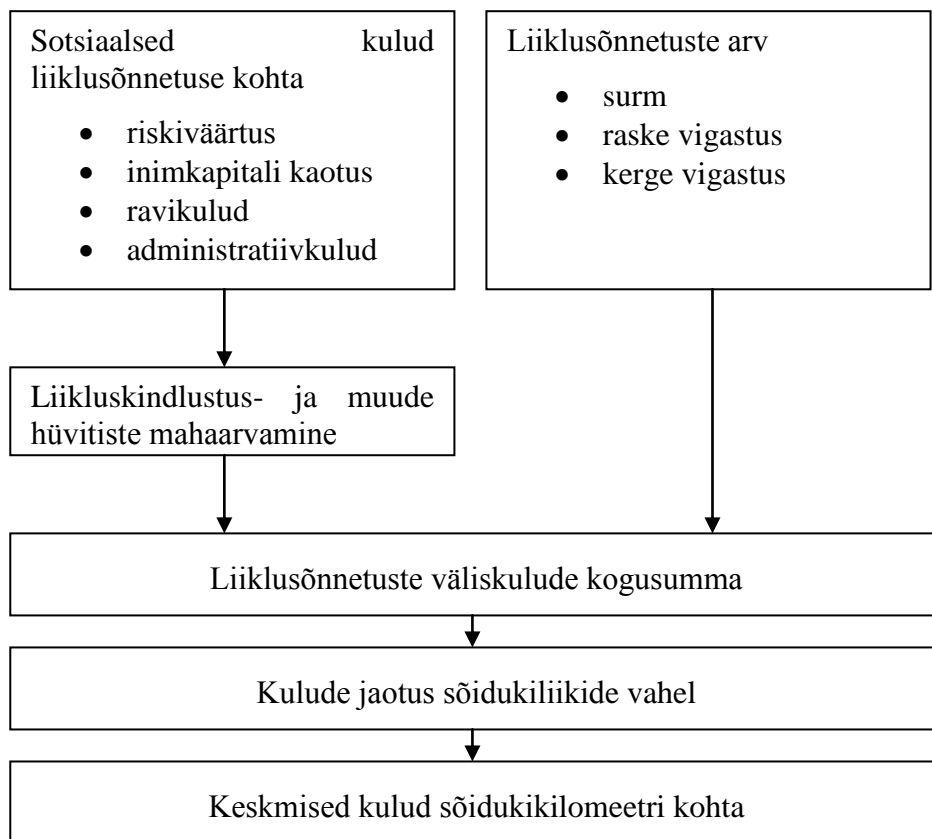 Sotsiaalsed kulud
liiklusõnnetuse kohta
• riskiväärtus
• inimkapitali kaotus
• ravikulud
• administratiivkulud
Liiklusõnnetuste arv
• surm
• raske vigastus
• kerge vigastus
Liikluskindlustus- ja muude
hüvitiste mahaarvamine
Liiklusõnnetuste väliskulude kogusumma
Kulude jaotus sõidukiliikide vahel
Keskmised kulud sõidukikilomeetri kohta